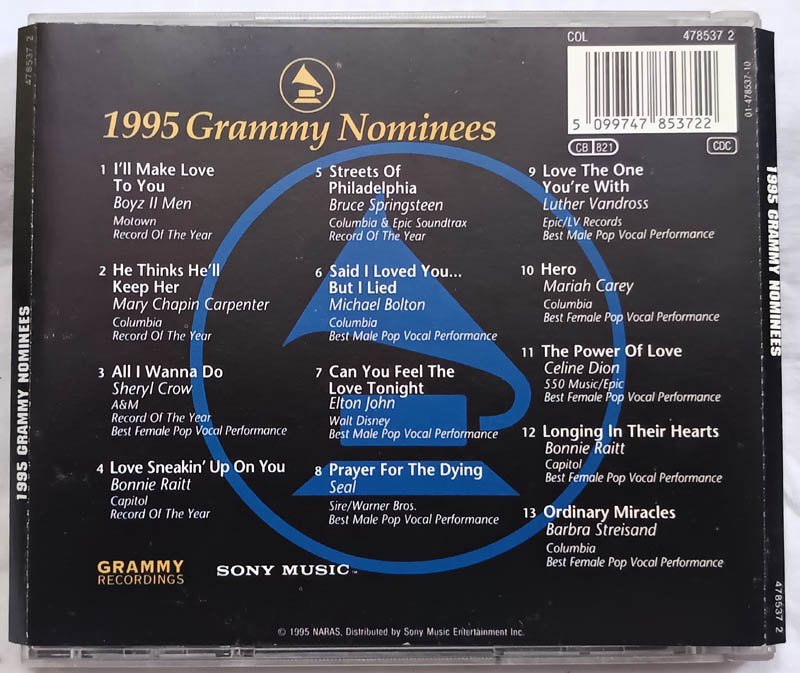 COL 478537 2
5 099747 853722
CB 821 CDC
01-478537-10
478537 2
1995 GRAMMY NOMINEES
®
1995 Grammy Nominees
1 I'll Make Love
To You
Boyz II Men
Motown
Record Of The Year
2 He Thinks He'll
Keep Her
Mary Chapin Carpenter
Columbia
Record Of The Year
3 All I Wanna Do
Sheryl Crow
A&M
Record Of The Year
Best Female Pop Vocal Performance
4 Love Sneakin' Up On You
Bonnie Raitt
Capitol
Record Of The Year
5 Streets Of
Philadelphia
Bruce Springsteen
Columbia & Epic Soundtrax
Record Of The Year
6 Said I Loved You...
But I Lied
Michael Bolton
Columbia
Best Male Pop Vocal Performance
7 Can You Feel The
Love Tonight
Elton John
Walt Disney
Best Male Pop Vocal Performance
8 Prayer For The Dying
Seal
Sire/Warner Bros.
Best Male Pop Vocal Performance
9 Love The One
You're With
Luther Vandross
Epic/LV Records
Best Male Pop Vocal Performance
10 Hero
Mariah Carey
Columbia
Best Female Pop Vocal Performance
11 The Power Of Love
Celine Dion
550 Music/Epic
Best Female Pop Vocal Performance
12 Longing In Their Hearts
Bonnie Raitt
Capitol
Best Female Pop Vocal Performance
13 Ordinary Miracles
Barbra Streisand
Columbia
Best Female Pop Vocal Performance
GRAMMY
RECORDINGS
SONY MUSIC™
© 1995 NARAS, Distributed by Sony Music Entertainment Inc.
1995 GRAMMY NOMINEES
478537 2